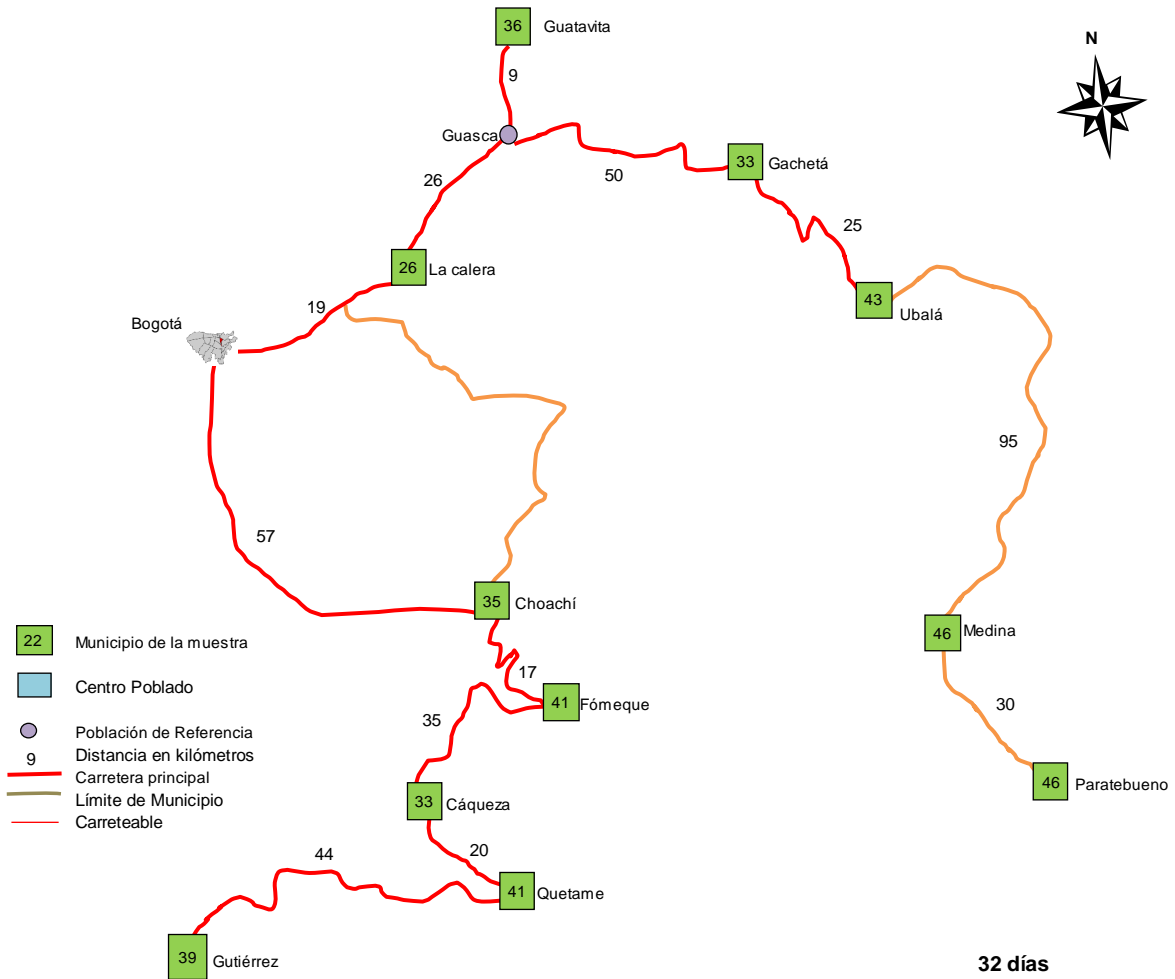 36
Guatavita
N
9
Guasca
33
Gachetá
26
50
25
26
La calera
43
Ubalá
19
Bogotá
95
57
35
Choachí
22
Municipio de la muestra
46
Medina
Centro Poblado
17
41
Fómeque
30
35
Población de Referencia
9
Distancia en kilómetros
Carretera principal
46
Paratebueno
Límite de Municipio
33
Cáqueza
Carreteable
44
20
41
Quetame
39
Gutiérrez
32 días